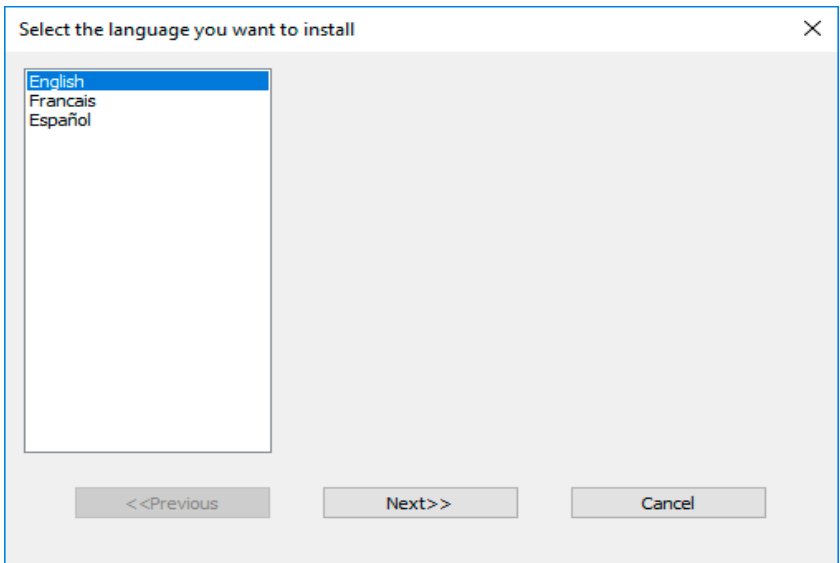 Select the language you want to install
English
Francais
Español
<<Previous
Next>>
Cancel